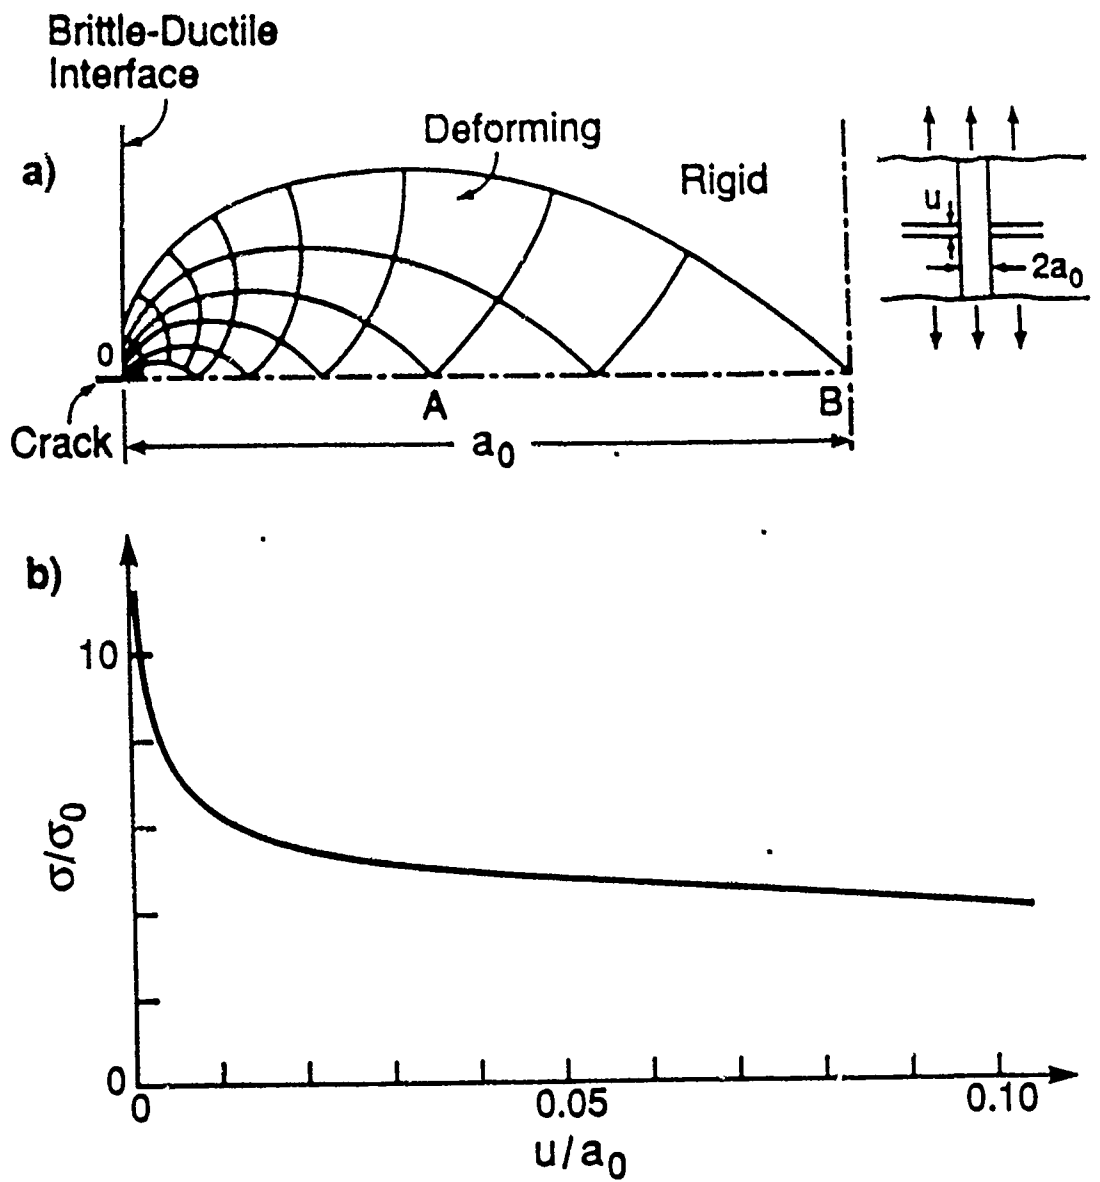 Brittle-Ductile
Interface
a)
Deforming
Rigid
u
2a₀
0
A
B
Crack
a₀
b)
10
σ/σ₀
0
0
0.05
0.10
u/a₀